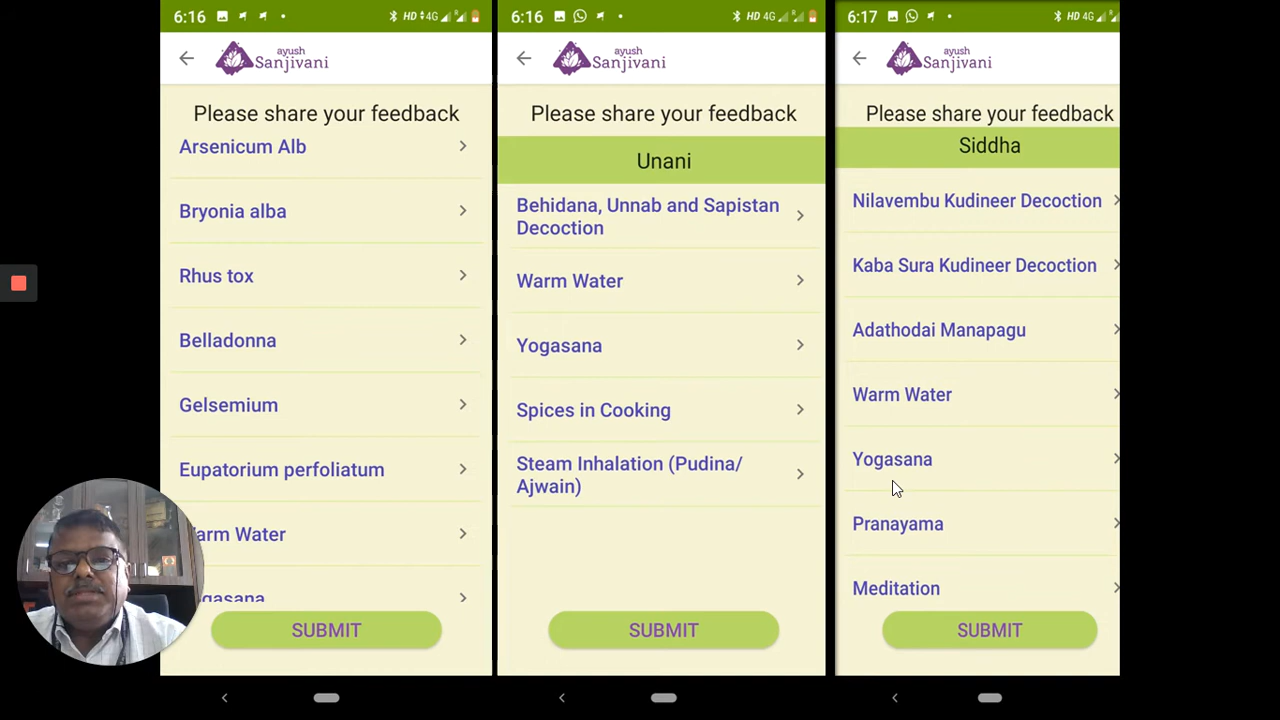 6:16
HD 4G
ayush
Sanjivani
Please share your feedback
Arsenicum Alb
Bryonia alba
Rhus tox
Belladonna
Gelsemium
Eupatorium perfoliatum
arm Water
gasana
SUBMIT
6:16
HD 4G
ayush
Sanjivani
Please share your feedback
Unani
Behidana, Unnab and Sapistan
Decoction
Warm Water
Yogasana
Spices in Cooking
Steam Inhalation (Pudina/
Ajwain)
SUBMIT
6:17
HD 4G
ayush
Sanjivani
Please share your feedback
Siddha
Nilavembu Kudineer Decoction
Kaba Sura Kudineer Decoction
Adathodai Manapagu
Warm Water
Yogasana
Pranayama
Meditation
SUBMIT